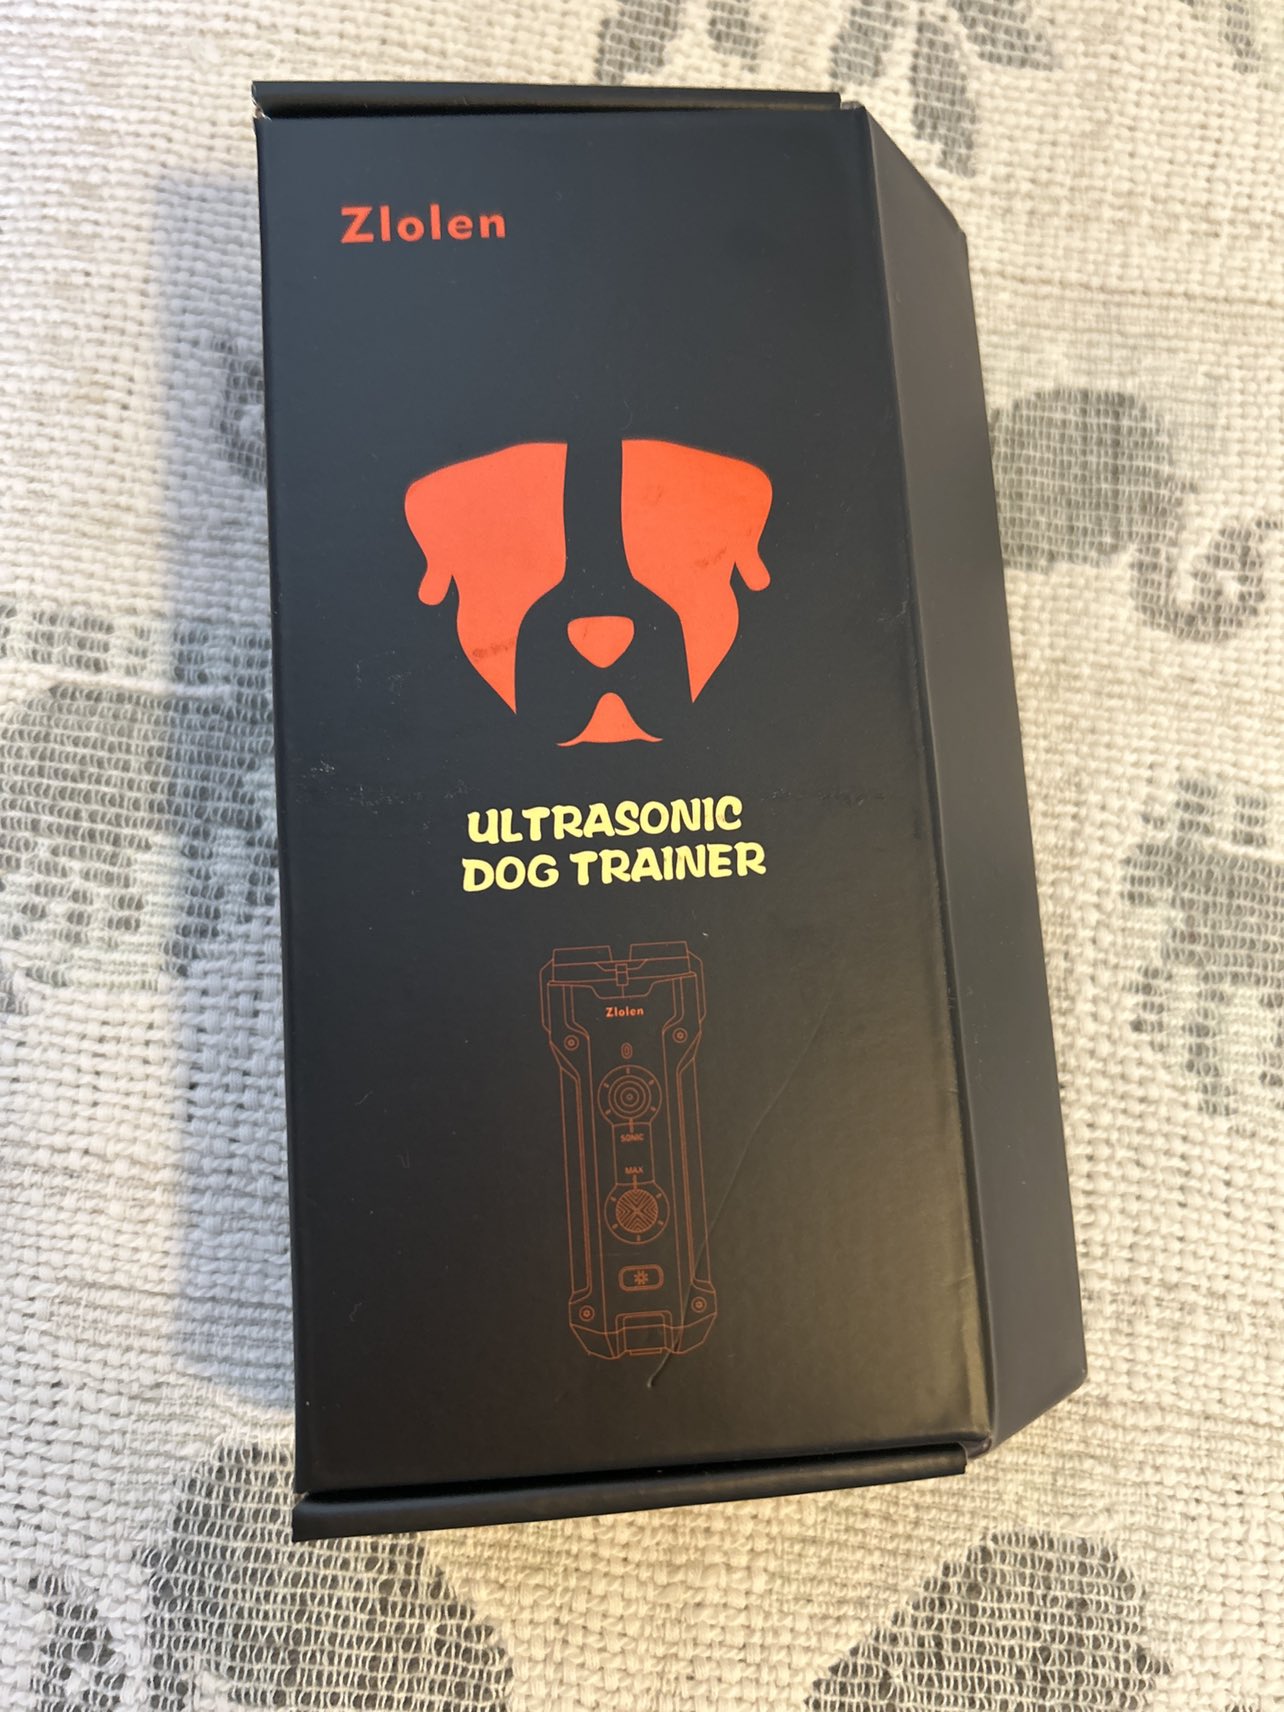 Zlolen
ULTRASONIC
DOG TRAINER
Zlolen
SONIC
MAX